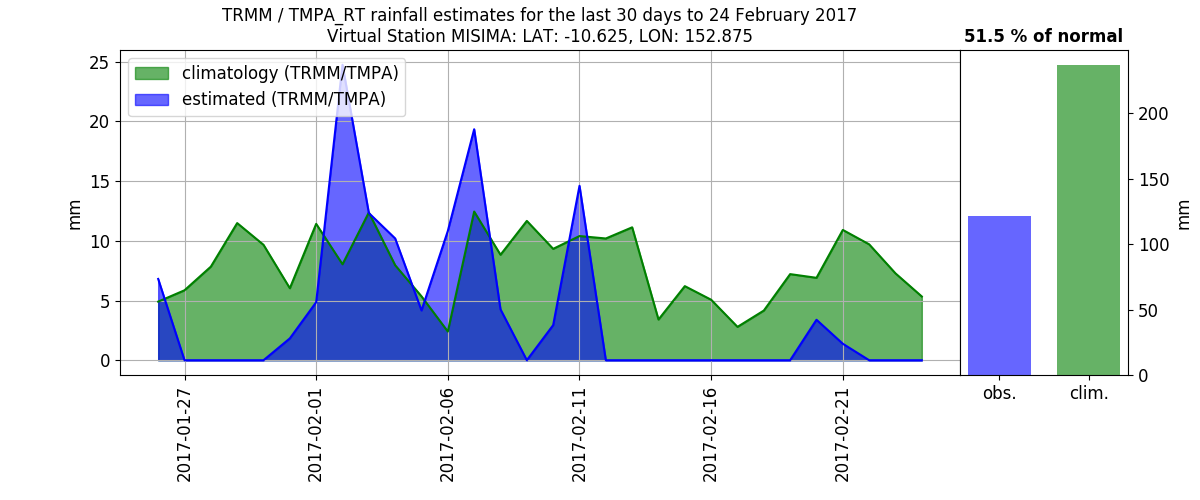 TRMM / TMPA_RT rainfall estimates for the last 30 days to 24 February 2017
Virtual Station MISIMA: LAT: -10.625, LON: 152.875
51.5 % of normal
climatology (TRMM/TMPA)
estimated (TRMM/TMPA)
25
20
15
10
5
0
mm
200
150
100
50
0
mm
2017-01-27
2017-02-01
2017-02-06
2017-02-11
2017-02-16
2017-02-21
obs.
clim.